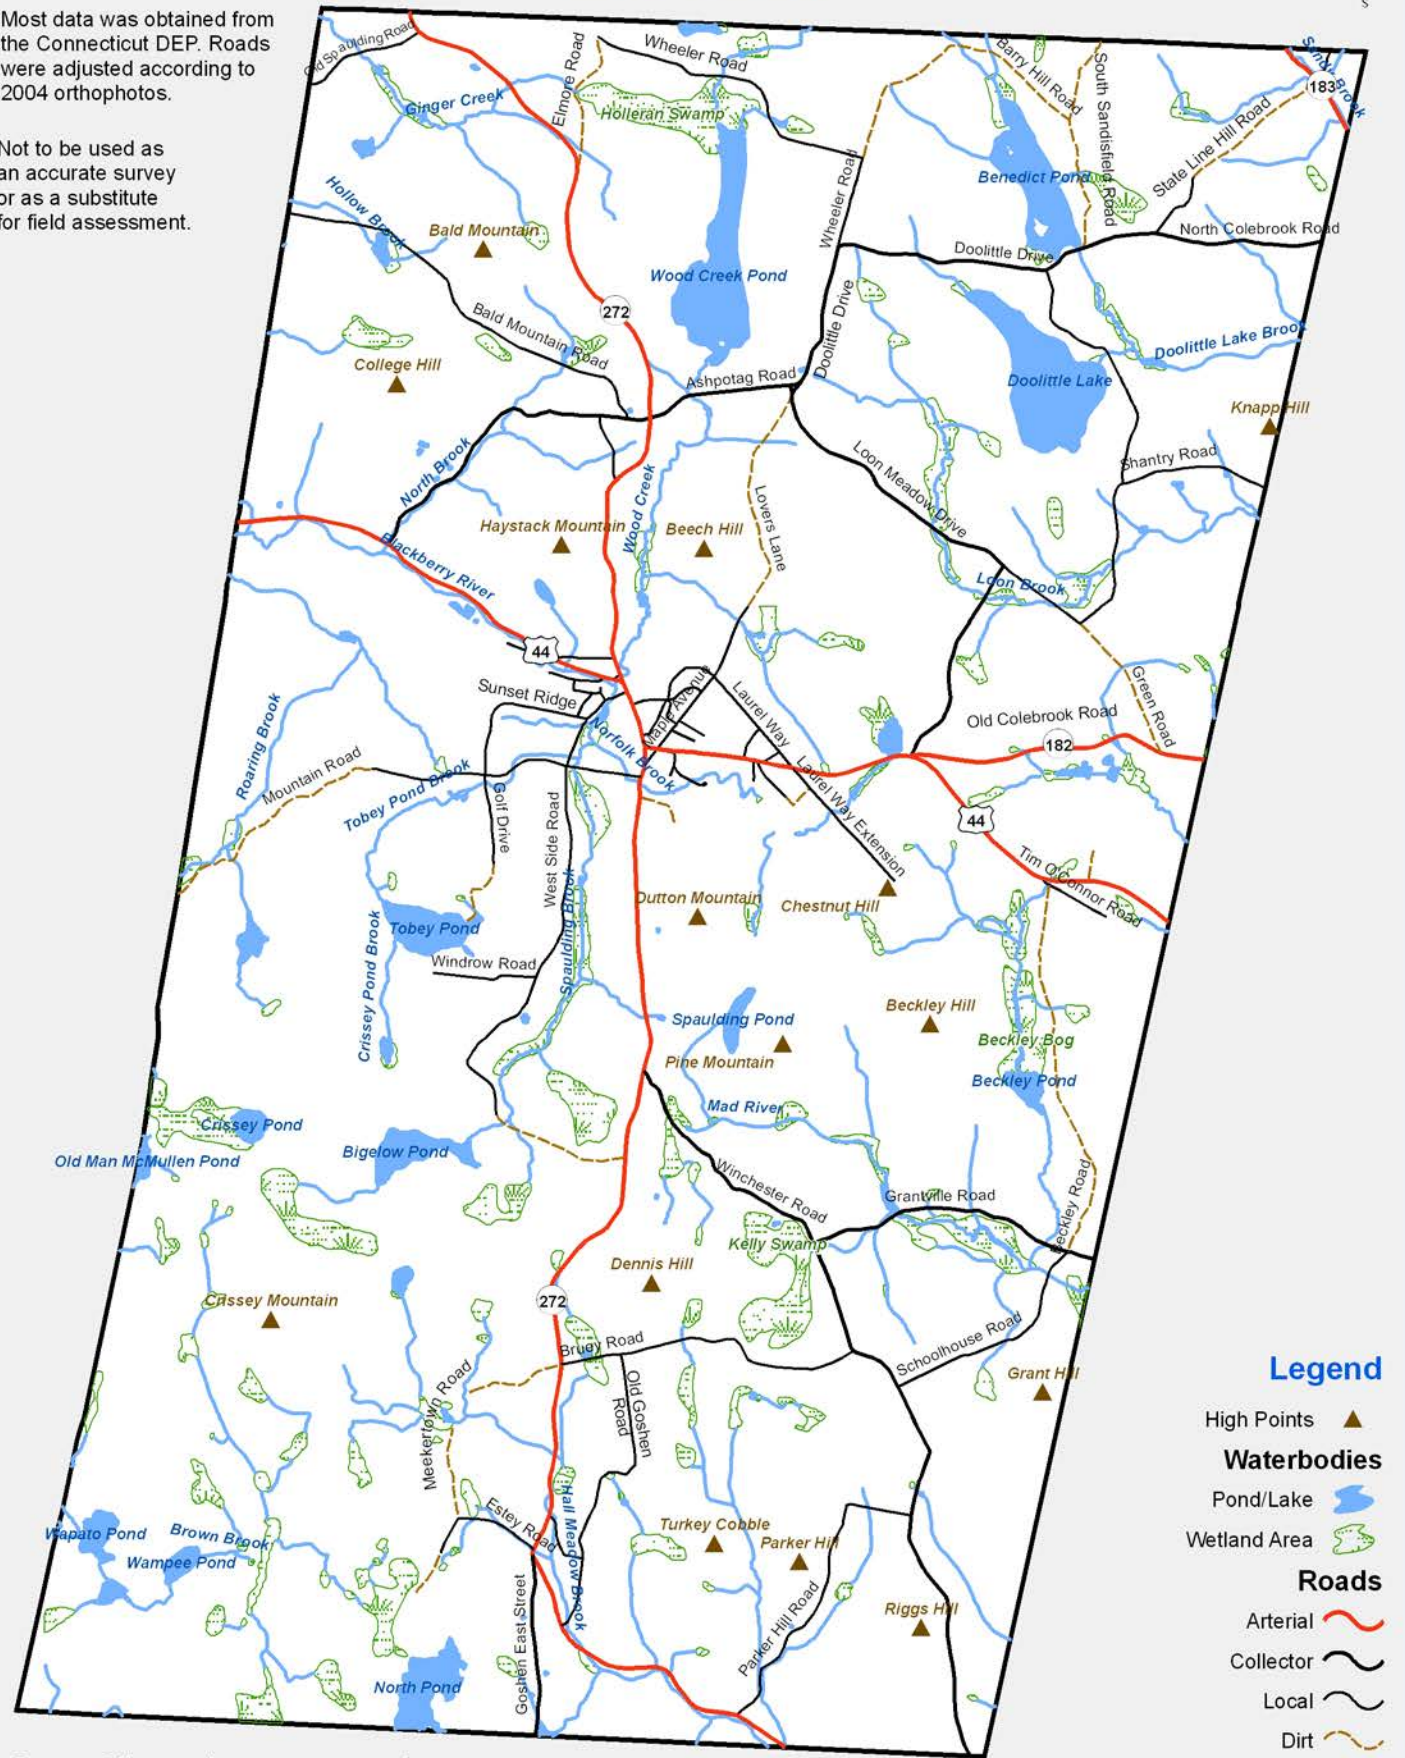 Most data was obtained from
the Connecticut DEP. Roads
were adjusted according to
2004 orthophotos.
Not to be used as
an accurate survey
or as a substitute
for field assessment.
S
Old Spaulding Road
Elmore Road
Wheeler Road
Barry Hill Road
South Sandisfield Road
Sandy Brook
183
Ginger Creek
Holleran Swamp
State Line Hill Road
Benedict Pond
Hollow Brook
Bald Mountain
Wheeler Road
North Colebrook Road
Doolittle Drive
Wood Creek Pond
272
Doolittle Drive
Bald Mountain Road
Doolittle Lake Brook
College Hill
Ashpotag Road
Doolittle Lake
Knapp Hill
North Brook
Loon Meadow Drive
Shantry Road
Wood Creek
Lovers Lane
Haystack Mountain
Beech Hill
Blackberry River
Loon Brook
44
Sunset Ridge
Maple Avenue
Laurel Way
Green Road
Old Colebrook Road
182
Roaring Brook
Norfolk Brook
Mountain Road
Tobey Pond Brook
Golf Drive
West Side Road
Laurel Way Extension
44
Tim O'Connor Road
Dutton Mountain
Chestnut Hill
Tobey Pond
Spaulding Brook
Crissey Pond Brook
Windrow Road
Beckley Hill
Spaulding Pond
Beckley Bog
Pine Mountain
Beckley Pond
Mad River
Crissey Pond
Bigelow Pond
Old Man McMullen Pond
Winchester Road
Grantville Road
Beckley Road
Kelly Swamp
Dennis Hill
Crissey Mountain
272
Bruey Road
Schoolhouse Road
Grant Hill
Old Goshen
Road
Meekertown Road
Estey Road
Hall Meadow Brook
Turkey Cobble
Parker Hill
Wapato Pond
Brown Brook
Wampee Pond
Goshen East Street
Parker Hill Road
Riggs Hill
North Pond
Legend
High Points
Waterbodies
Pond/Lake
Wetland Area
Roads
Arterial
Collector
Local
Dirt